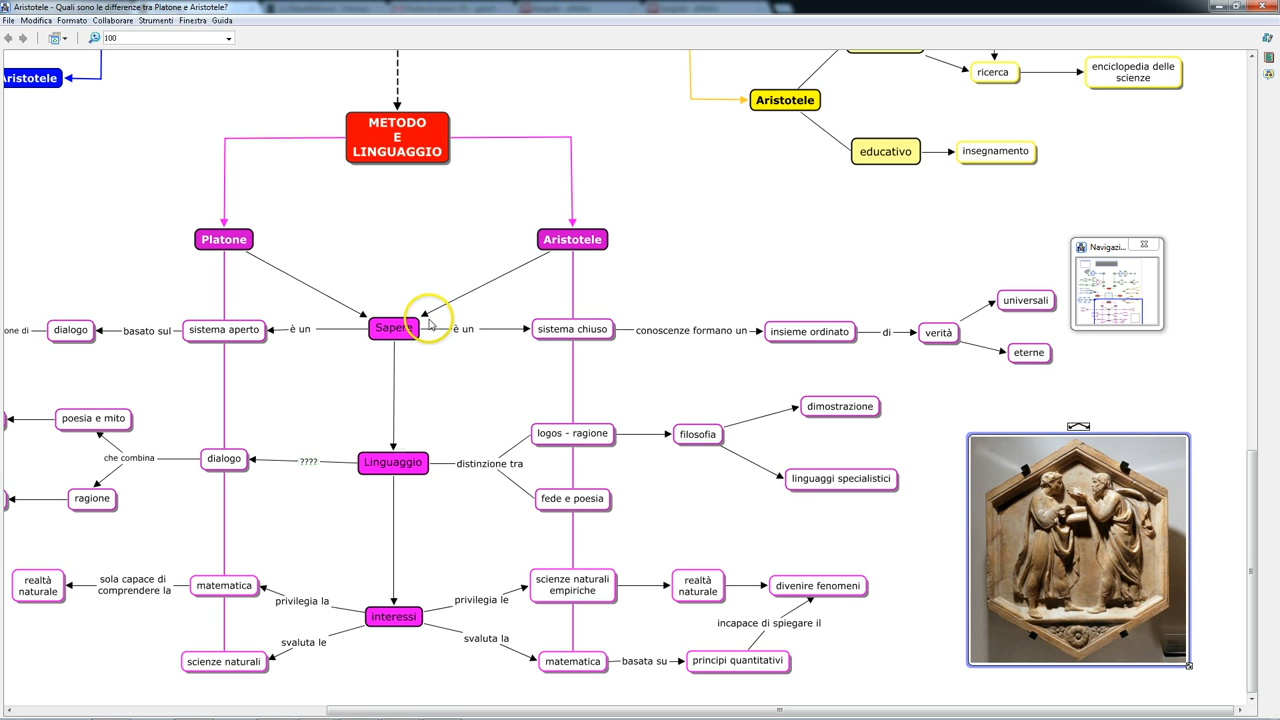 Aristotele - Quali sono le differenze tra Platone e Aristotele?
File Modifica Formato Collaborare Strumenti Finestra Guida
100
Aristotele
METODO
E
LINGUAGGIO
Aristotele
ricerca
enciclopedia delle
scienze
educativo
insegnamento
Platone
Aristotele
Navigazi...
one di
dialogo
basato sul
sistema aperto
è un
Sapere
è un
sistema chiuso
conoscenze formano un
insieme ordinato
di
verità
universali
eterne
poesia e mito
che combina
ragione
dialogo
????
Linguaggio
distinzione tra
logos - ragione
fede e poesia
filosofia
dimostrazione
linguaggi specialistici
realtà
naturale
sola capace di
comprendere la
matematica
privilegia la
interessi
privilegia le
scienze naturali
empiriche
realtà
naturale
divenire fenomeni
svaluta le
scienze naturali
svaluta la
matematica
basata su
principi quantitativi
incapace di spiegare il